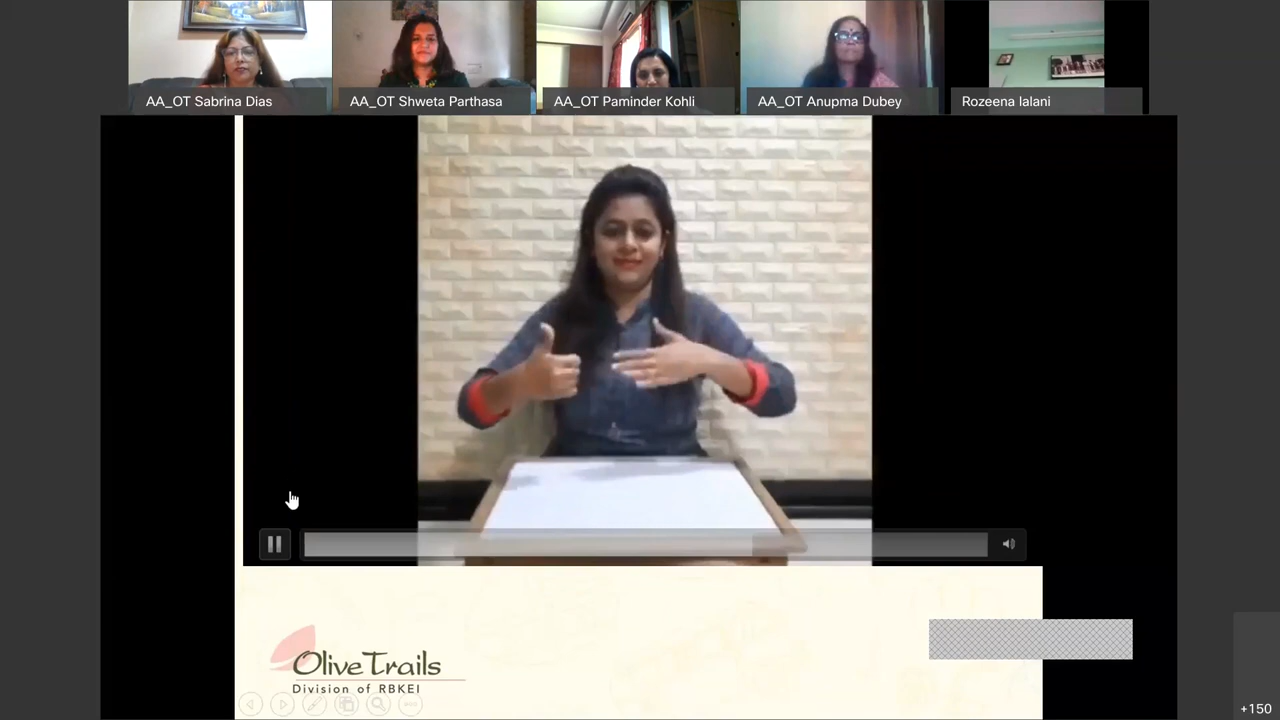 AA_OT Sabrina Dias
AA_OT Shweta Parthasa
AA_OT Paminder Kohli
AA_OT Anupma Dubey
Rozeena lalani
Olive Trails
Division of RBKEI
+150